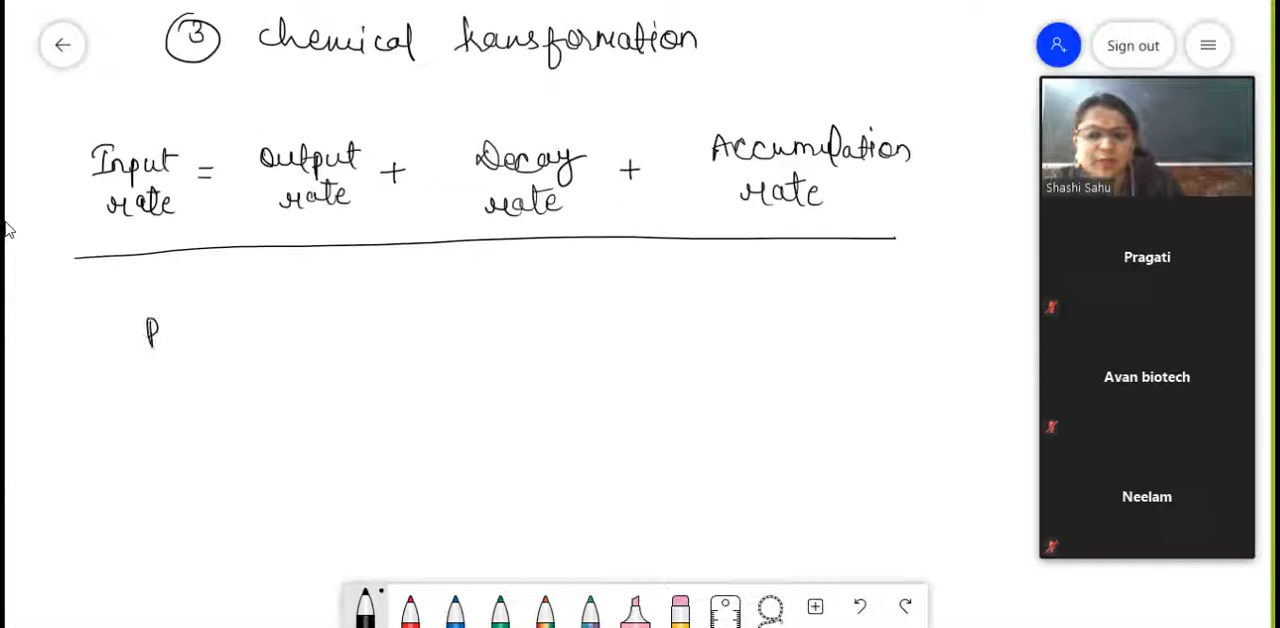 3 chemical transformation
Input rate = Output rate + Decay rate + Accumulation rate
P
Sign out
Shashi Sahu
Pragati
Avan biotech
Neelam